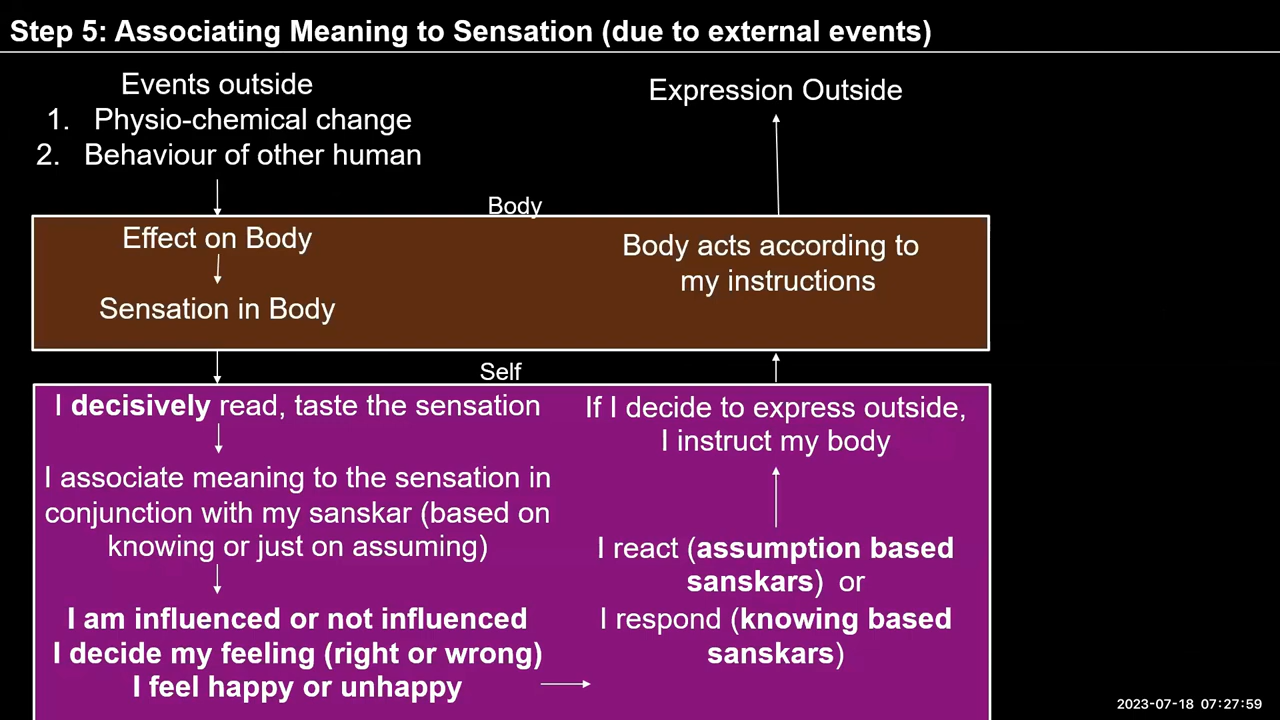 Step 5: Associating Meaning to Sensation (due to external events)
Events outside
1. Physio-chemical change
2. Behaviour of other human
Expression Outside
Body
Effect on Body
Sensation in Body
Body acts according to
my instructions
Self
I decisively read, taste the sensation
I associate meaning to the sensation in
conjunction with my sanskar (based on
knowing or just on assuming)
I am influenced or not influenced
I decide my feeling (right or wrong)
I feel happy or unhappy
If I decide to express outside,
I instruct my body
I react (assumption based
sanskars) or
I respond (knowing based
sanskars)
2023-07-18 07:27:59